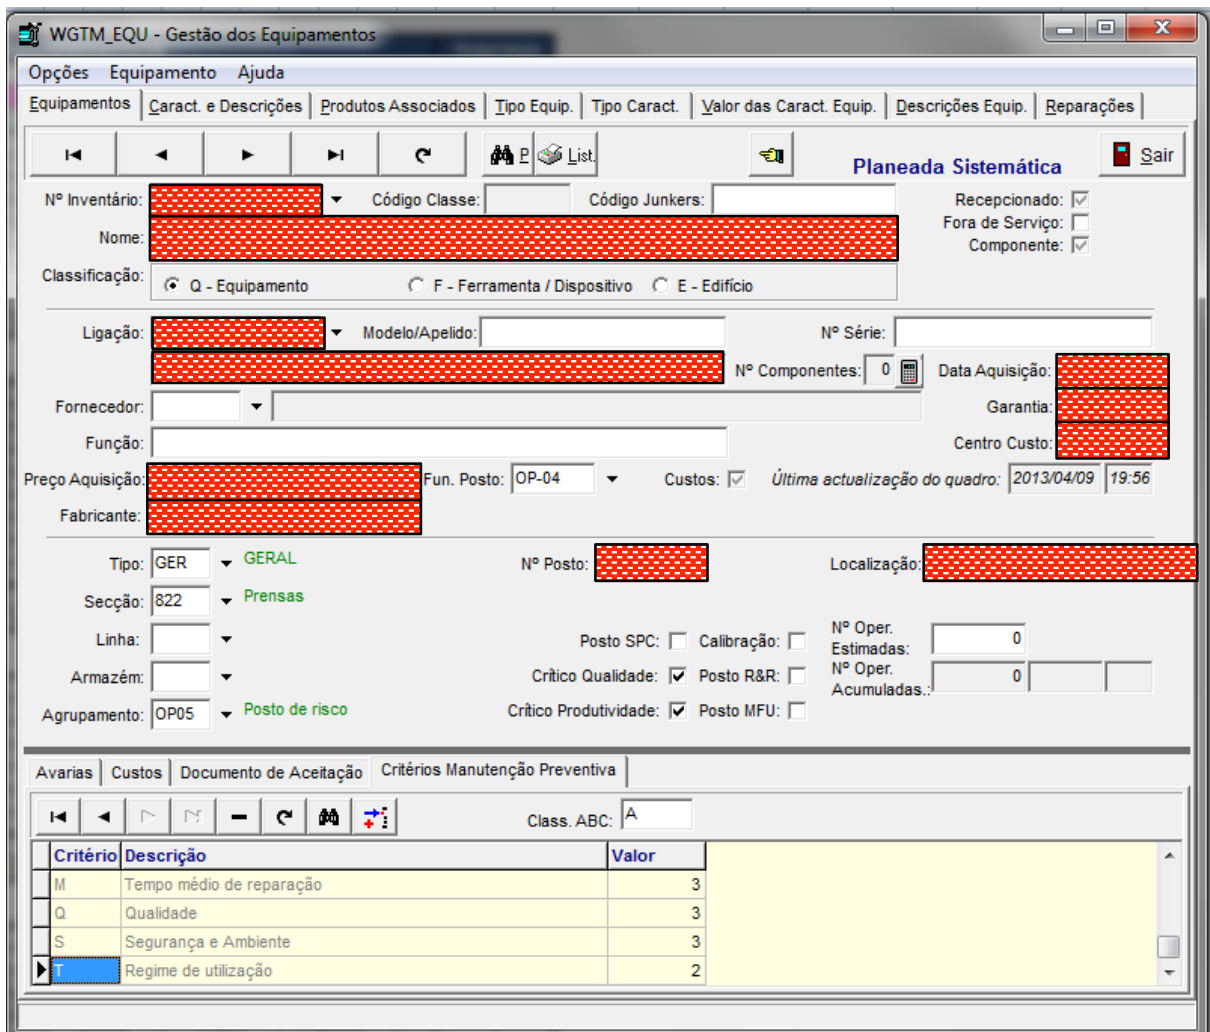 WGTM_EQU - Gestão dos Equipamentos
Opções Equipamento Ajuda
Equipamentos Caract. e Descrições Produtos Associados Tipo Equip. Tipo Caract. Valor das Caract. Equip. Descrições Equip. Reparações
P List. Planeada Sistemática Sair
Nº Inventário: Código Classe: Código Junkers: Recepcionado:
Fora de Serviço:
Nome: Componente:
Classificação: Q - Equipamento F - Ferramenta / Dispositivo E - Edifício
Ligação: Modelo/Apelido: Nº Série:
Nº Componentes: 0 Data Aquisição:
Fornecedor: Garantia:
Função: Centro Custo:
Preço Aquisição: Fun. Posto: OP-04 Custos: Última actualização do quadro: 2013/04/09 19:56
Fabricante:
Tipo: GER GERAL Nº Posto: Localização:
Secção: 822 Prensas
Linha: Posto SPC: Calibração: Nº Oper. Estimadas: 0
Armazém: Crítico Qualidade: Posto R&R: Nº Oper. Acumuladas.: 0
Agrupamento: OP05 Posto de risco Crítico Produtividade: Posto MFU:
Avarias Custos Documento de Aceitação Critérios Manutenção Preventiva
Class. ABC: A
Critério Descrição Valor
M Tempo médio de reparação 3
Q Qualidade 3
S Segurança e Ambiente 3
T Regime de utilização 2